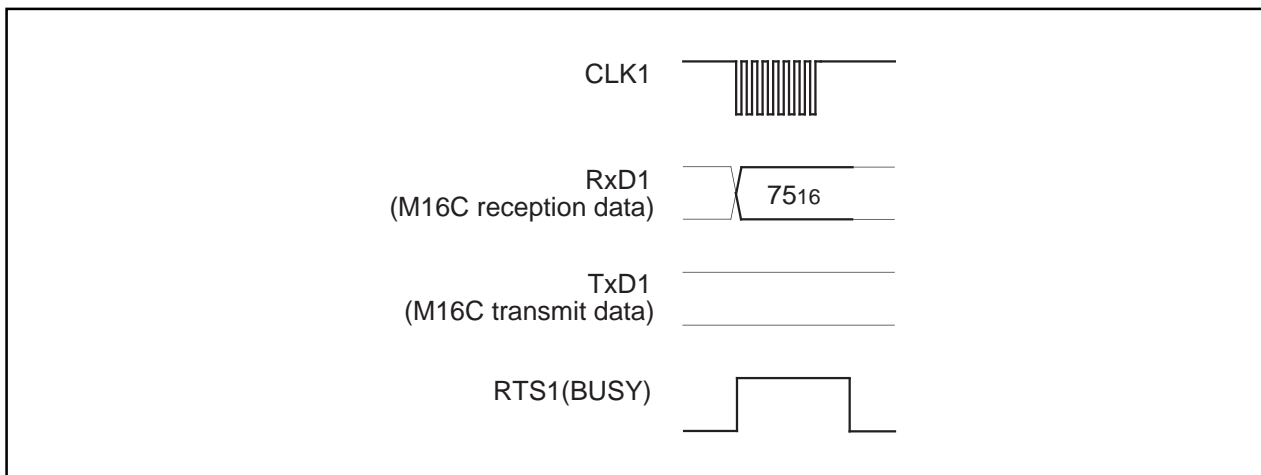 CLK1
RxD1
(M16C reception data)
7516
TxD1
(M16C transmit data)
RTS1(BUSY)